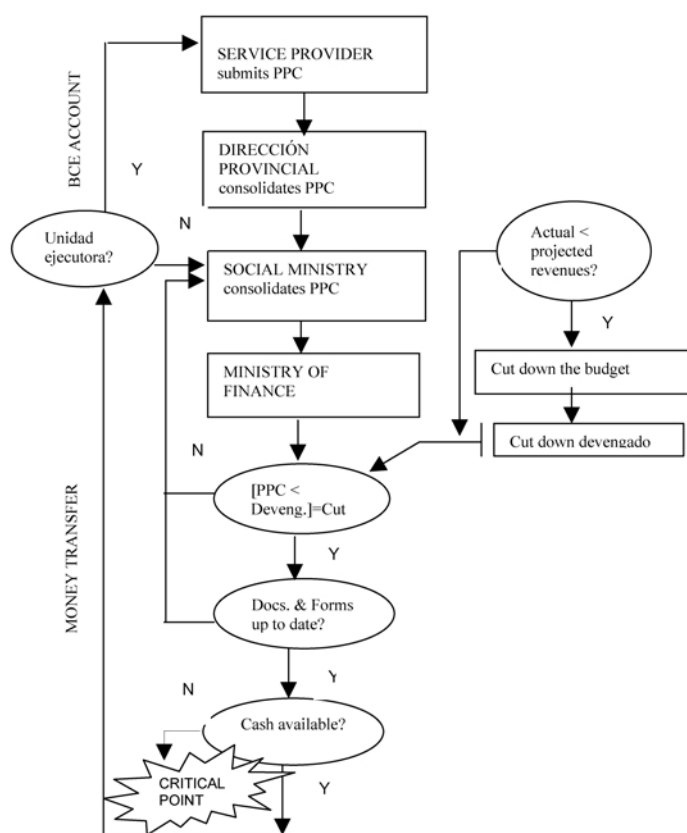 SERVICE PROVIDER
submits PPC
BCE ACCOUNT
Y
DIRECCIÓN
PROVINCIAL
consolidates PPC
N
Unidad
ejecutora?
Actual <
projected
revenues?
SOCIAL MINISTRY
consolidates PPC
Y
MINISTRY OF
FINANCE
Cut down the budget
Cut down devengado
N
[PPC <
Deveng.]=Cut
Y
MONEY TRANSFER
Docs. & Forms
up to date?
Y
N
Cash available?
CRITICAL
POINT
Y